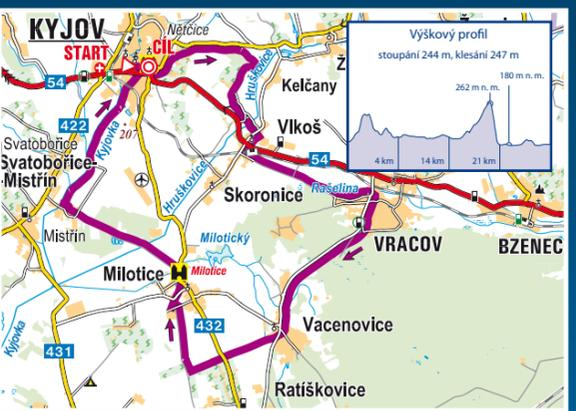 KYJOV
Nětčice
START
CÍL
54
422
Kyjovka
207
Svatobořice
Svatobořice-
Mistřín
Mistřín
Hruškovice
Kelčany
Ž
Vlkoš
54
Hruškovice
Skoronice
Rašelina
VRACOV
BZENEC
Milotický
Milotice
Milotice
432
Vacenovice
431
Kyjovka
Ratíškovice
Výškový profil
stoupání 244 m, klesání 247 m
180 m n. m.
262 m n. m.
4 km
14 km
21 km